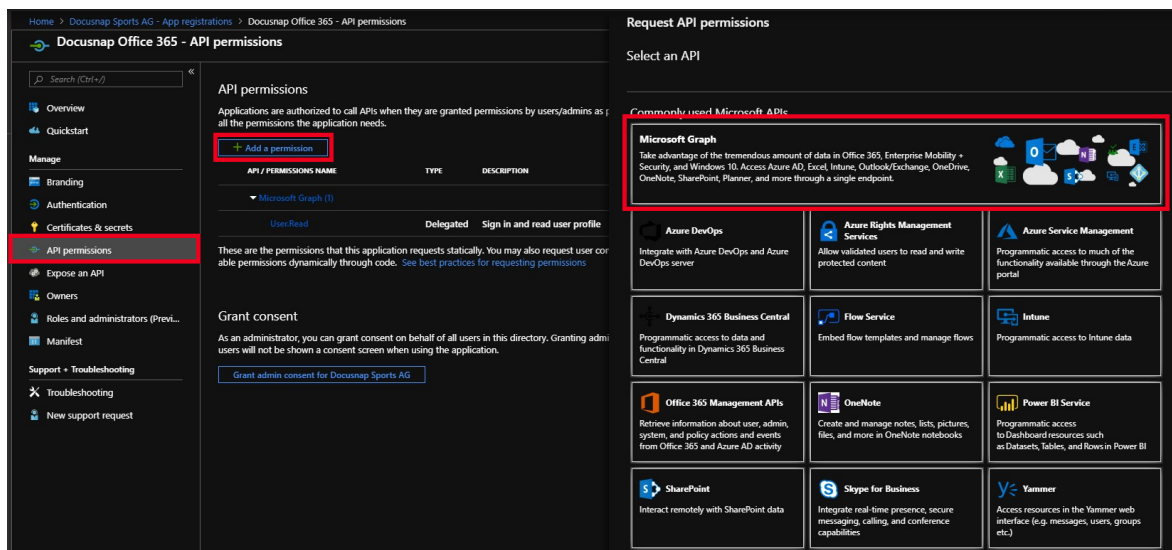 Home > Docusnap Sports AG - App registrations > Docusnap Office 365 - API permissions
Docusnap Office 365 - API permissions
Search (Ctrl+/)
«
Overview
Quickstart
Manage
Branding
Authentication
Certificates & secrets
API permissions
Expose an API
Owners
Roles and administrators (Previ...
Manifest
Support + Troubleshooting
Troubleshooting
New support request
API permissions
Applications are authorized to call APIs when they are granted permissions by users/admins as
all the permissions the application needs.
+ Add a permission
API / PERMISSIONS NAME TYPE DESCRIPTION
Microsoft Graph (1)
User.Read Delegated Sign in and read user profile
These are the permissions that this application requests statically. You may also request user con
able permissions dynamically through code. See best practices for requesting permissions
Grant consent
As an administrator, you can grant consent on behalf of all users in this directory. Granting admi
users will not be shown a consent screen when using the application.
Grant admin consent for Docusnap Sports AG
Request API permissions
Select an API
Commonly used Microsoft APIs
Microsoft Graph
Take advantage of the tremendous amount of data in Office 365, Enterprise Mobility +
Security, and Windows 10. Access Azure AD, Excel, Intune, Outlook/Exchange, OneDrive,
OneNote, SharePoint, Planner, and more through a single endpoint.
Azure DevOps
Integrate with Azure DevOps and Azure
DevOps server
Azure Rights Management
Services
Allow validated users to read and write
protected content
Azure Service Management
Programmatic access to much of the
functionality available through the Azure
portal
Dynamics 365 Business Central
Programmatic access to data and
functionality in Dynamics 365 Business
Central
Flow Service
Embed flow templates and manage flows
Intune
Programmatic access to Intune data
Office 365 Management APIs
Retrieve information about user, admin,
system, and policy actions and events
from Office 365 and Azure AD activity
OneNote
Create and manage notes, lists, pictures,
files, and more in OneNote notebooks
Power BI Service
Programmatic access
to Dashboard resources such
as Datasets, Tables, and Rows in Power BI
SharePoint
Interact remotely with SharePoint data
Skype for Business
Integrate real-time presence, secure
messaging, calling, and conference
capabilities
Yammer
Access resources in the Yammer web
interface (e.g. messages, users, groups
etc.)